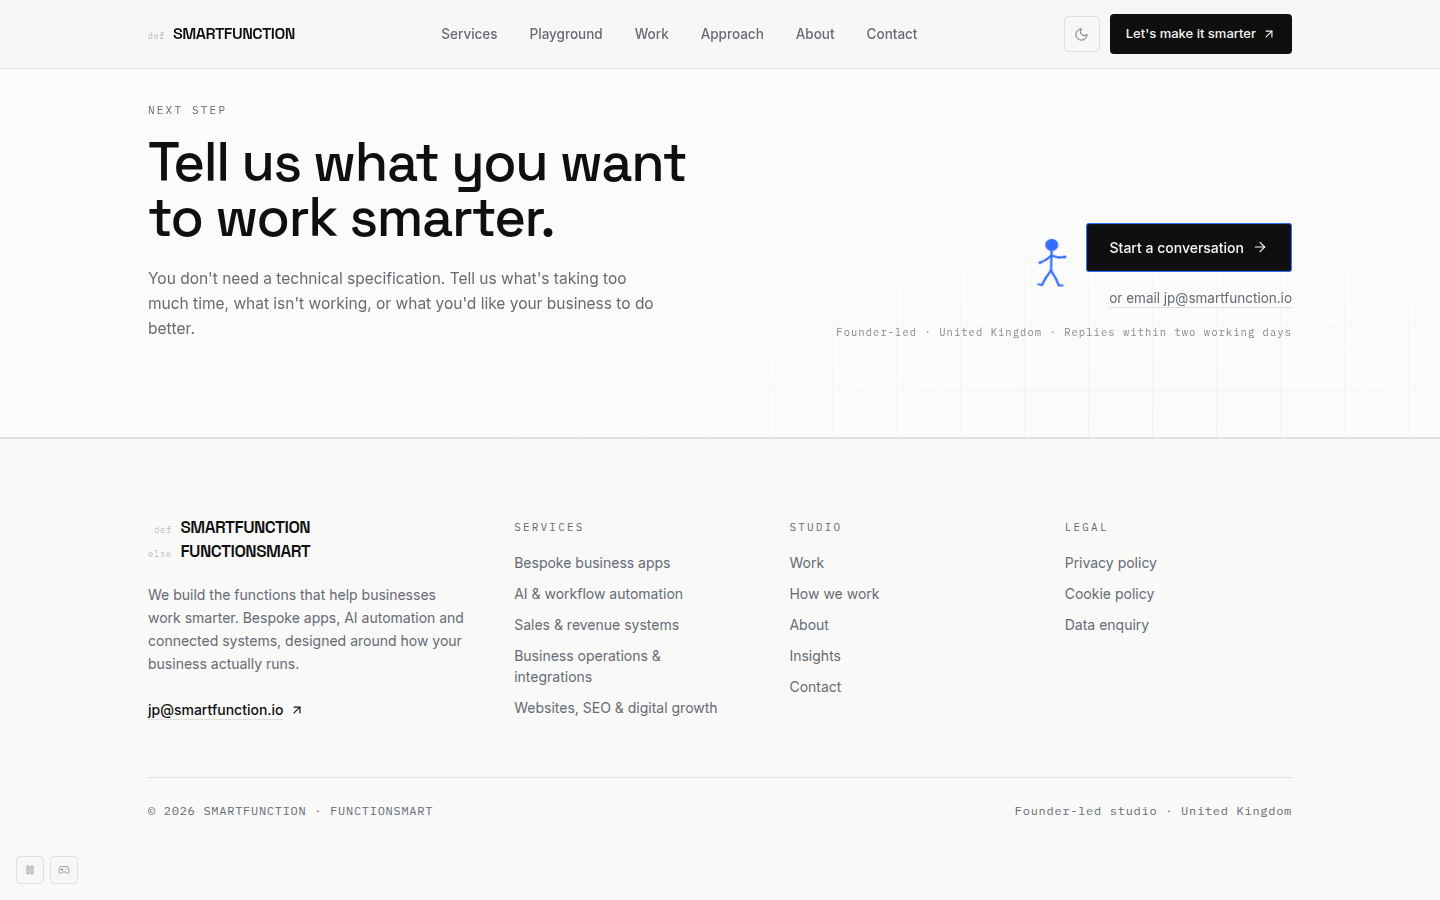 def SMARTFUNCTION
Services Playground Work Approach About Contact
Let's make it smarter
NEXT STEP
Tell us what you want
to work smarter.
You don't need a technical specification. Tell us what's taking too
much time, what isn't working, or what you'd like your business to do
better.
Start a conversation
or email jp@smartfunction.io
Founder-led · United Kingdom · Replies within two working days
def SMARTFUNCTION
else FUNCTIONSMART
We build the functions that help businesses
work smarter. Bespoke apps, AI automation and
connected systems, designed around how your
business actually runs.
jp@smartfunction.io
SERVICES
Bespoke business apps
AI & workflow automation
Sales & revenue systems
Business operations &
integrations
Websites, SEO & digital growth
STUDIO
Work
How we work
About
Insights
Contact
LEGAL
Privacy policy
Cookie policy
Data enquiry
© 2026 SMARTFUNCTION · FUNCTIONSMART
Founder-led studio · United Kingdom